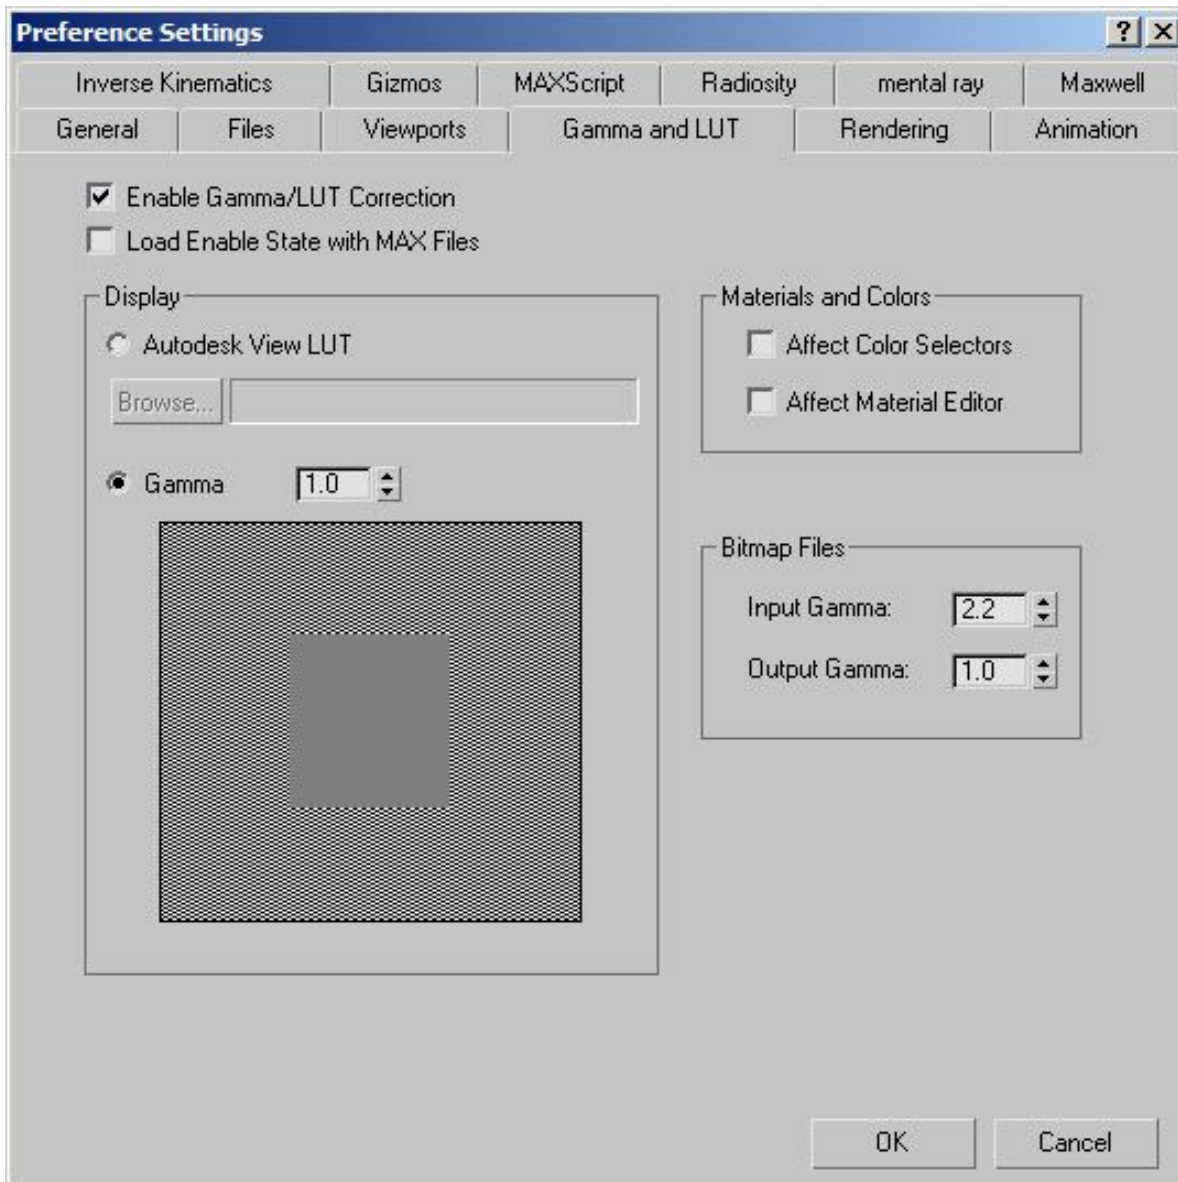 Preference Settings
Inverse Kinematics Gizmos MAXScript Radiosity mental ray Maxwell
General Files Viewports Gamma and LUT Rendering Animation
Enable Gamma/LUT Correction
Load Enable State with MAX Files
Display
Autodesk View LUT
Browse...
Gamma 1.0
Materials and Colors
Affect Color Selectors
Affect Material Editor
Bitmap Files
Input Gamma: 2.2
Output Gamma: 1.0
OK Cancel